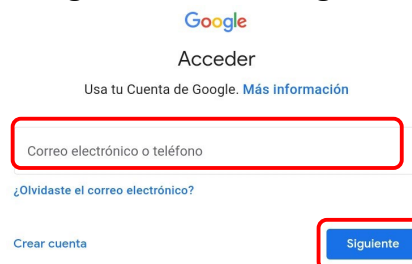 Google
Acceder
Usa tu Cuenta de Google. Más información
Correo electrónico o teléfono
¿Olvidaste el correo electrónico?
Crear cuenta
Siguiente